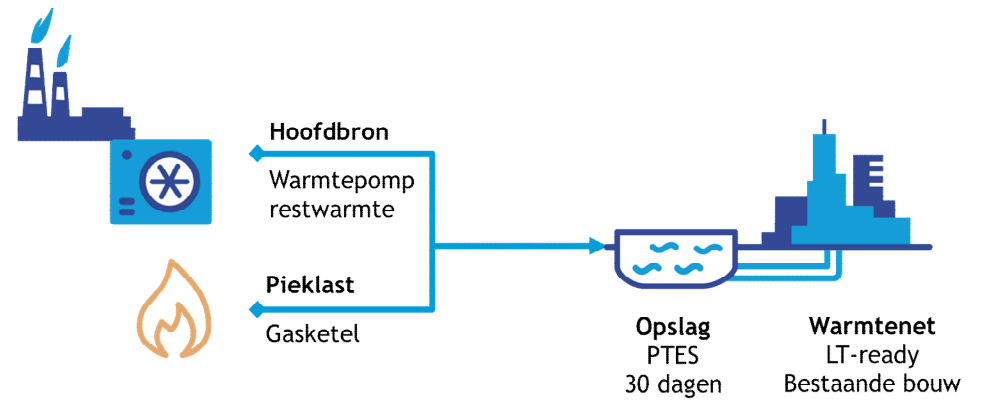 Hoofdbron
Warmtepomp
restwarmte
Pieklast
Gasketel
Opslag
PTES
30 dagen
Warmtenet
LT-ready
Bestaande bouw